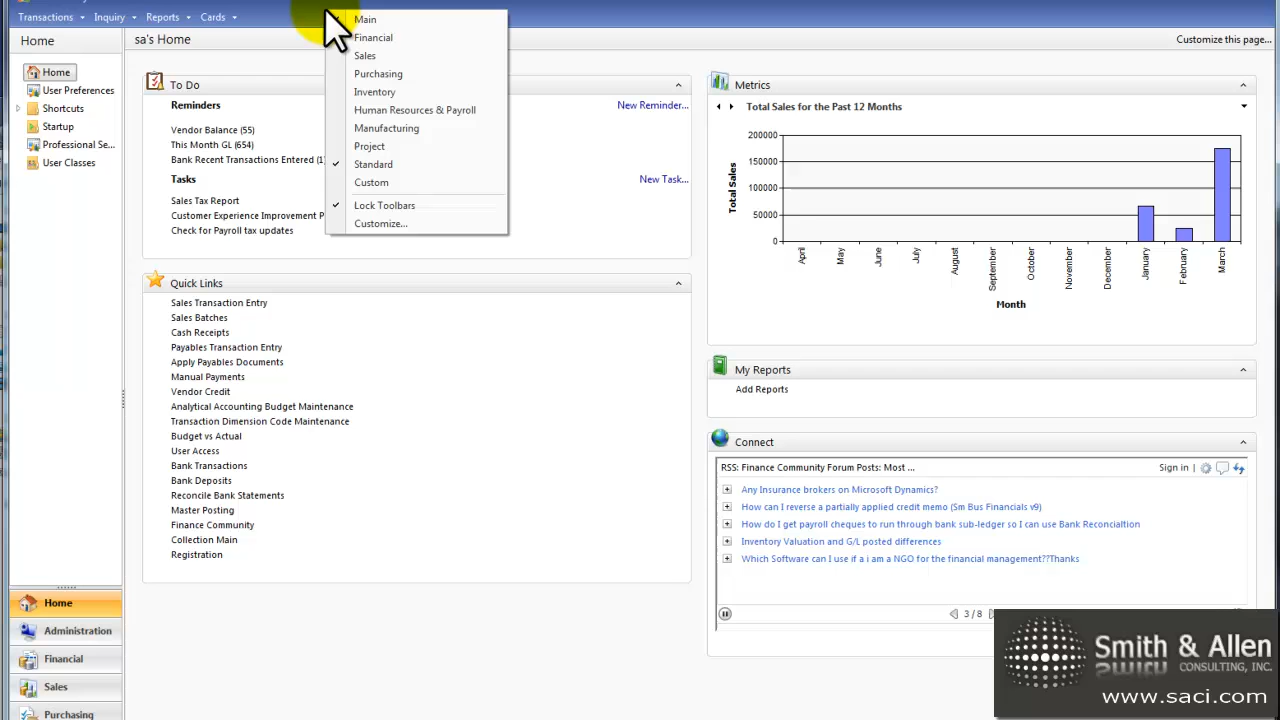 Transactions
Inquiry
Reports
Cards
Home
sa's Home
Customize this page...
Main
Financial
Sales
Purchasing
Inventory
Human Resources & Payroll
Manufacturing
Project
Standard
Custom
Lock Toolbars
Customize...
Home
User Preferences
Shortcuts
Startup
Professional Se...
User Classes
To Do
Reminders
New Reminder...
Vendor Balance (55)
This Month GL (654)
Bank Recent Transactions Entered (1)
Tasks
New Task...
Sales Tax Report
Customer Experience Improvement P
Check for Payroll tax updates
Quick Links
Sales Transaction Entry
Sales Batches
Cash Receipts
Payables Transaction Entry
Apply Payables Documents
Manual Payments
Vendor Credit
Analytical Accounting Budget Maintenance
Transaction Dimension Code Maintenance
Budget vs Actual
User Access
Bank Transactions
Bank Deposits
Reconcile Bank Statements
Master Posting
Finance Community
Collection Main
Registration
Metrics
Total Sales for the Past 12 Months
200000
150000
100000
50000
0
Total Sales
April
May
June
July
August
September
October
November
December
January
February
March
Month
My Reports
Add Reports
Connect
RSS: Finance Community Forum Posts: Most ...
Sign in |
Any Insurance brokers on Microsoft Dynamics?
How can I reverse a partially applied credit memo (Sm Bus Financials v9)
How do I get payroll cheques to run through bank sub-ledger so I can use Bank Reconcialtion
Inventory Valuation and G/L posted differences
Which Software can I use if a i am a NGO for the financial management??Thanks
3 / 8
Home
Administration
Financial
Sales
Purchasing
Smith & Allen
CONSULTING, INC.
www.saci.com